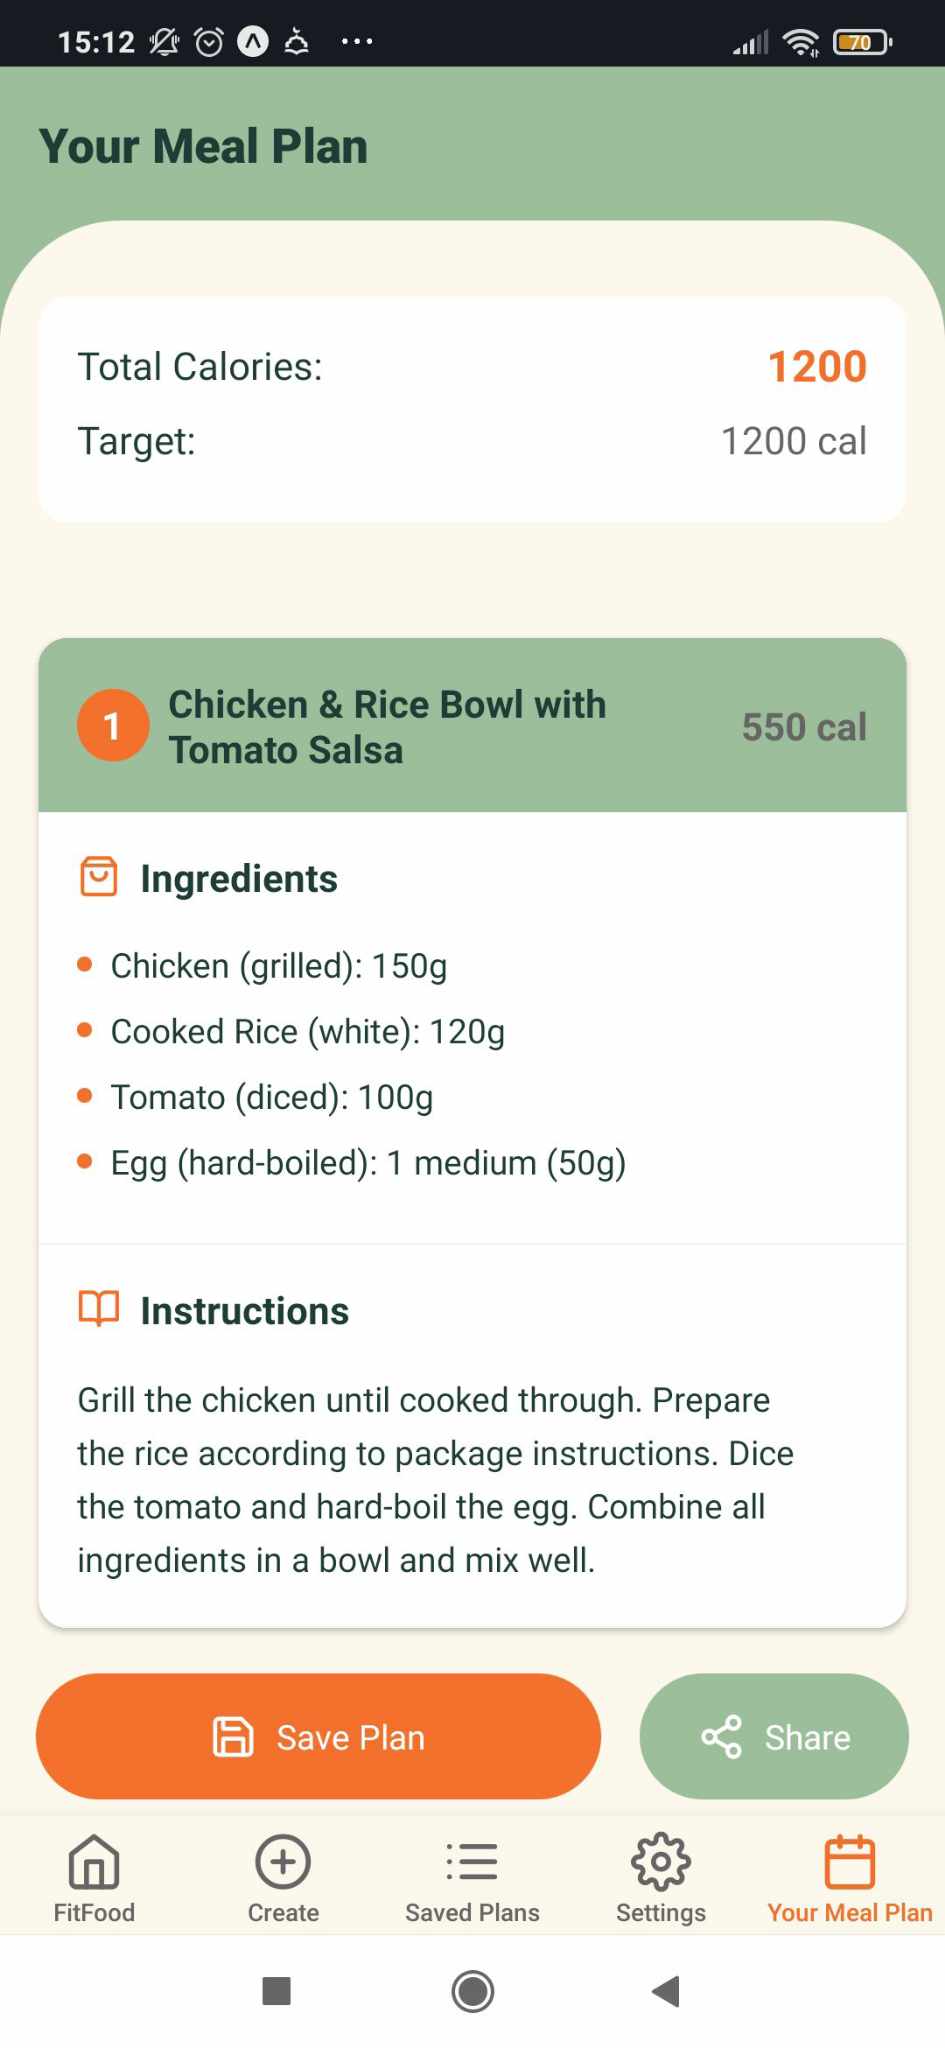 15:12
70
Your Meal Plan
Total Calories: 1200
Target: 1200 cal
1 Chicken & Rice Bowl with 550 cal
Tomato Salsa
Ingredients
• Chicken (grilled): 150g
• Cooked Rice (white): 120g
• Tomato (diced): 100g
• Egg (hard-boiled): 1 medium (50g)
Instructions
Grill the chicken until cooked through. Prepare
the rice according to package instructions. Dice
the tomato and hard-boil the egg. Combine all
ingredients in a bowl and mix well.
Save Plan Share
FitFood Create Saved Plans Settings Your Meal Plan